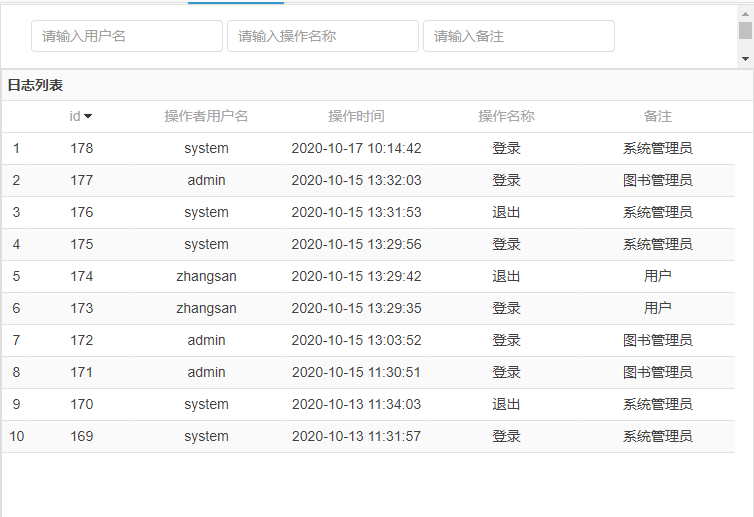 请输入用户名 请输入操作名称 请输入备注
日志列表
id 操作者用户名 操作时间 操作名称 备注
1 178 system 2020-10-17 10:14:42 登录 系统管理员
2 177 admin 2020-10-15 13:32:03 登录 图书管理员
3 176 system 2020-10-15 13:31:53 退出 系统管理员
4 175 system 2020-10-15 13:29:56 登录 系统管理员
5 174 zhangsan 2020-10-15 13:29:42 退出 用户
6 173 zhangsan 2020-10-15 13:29:35 登录 用户
7 172 admin 2020-10-15 13:03:52 登录 图书管理员
8 171 admin 2020-10-15 11:30:51 登录 图书管理员
9 170 system 2020-10-13 11:34:03 退出 系统管理员
10 169 system 2020-10-13 11:31:57 登录 系统管理员